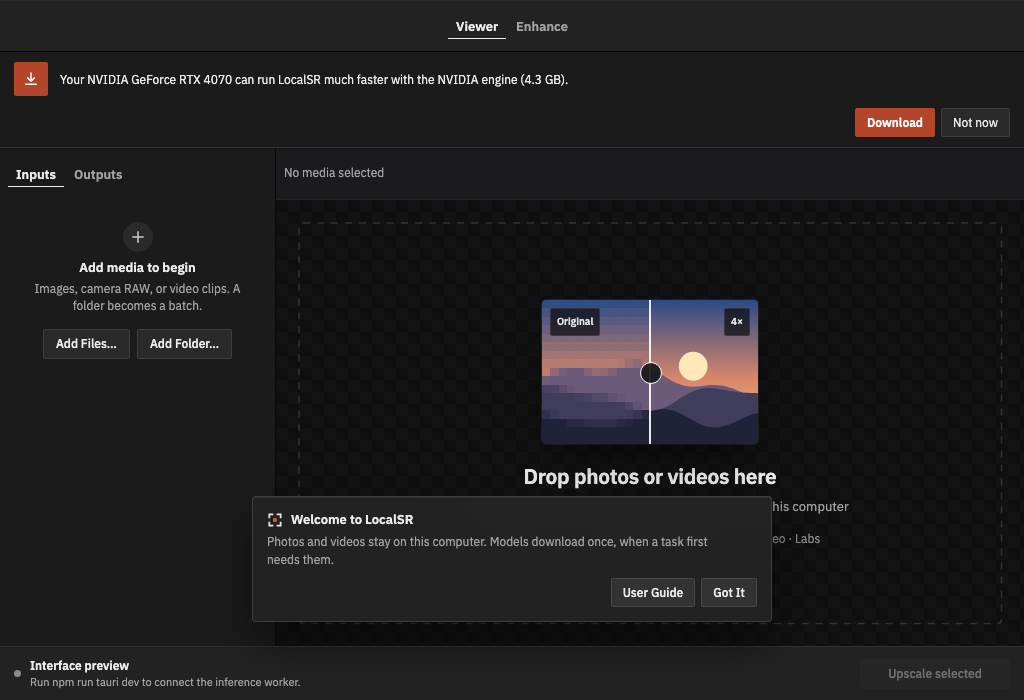 Viewer Enhance
Your NVIDIA GeForce RTX 4070 can run LocalSR much faster with the NVIDIA engine (4.3 GB).
Download Not now
Inputs Outputs
No media selected
Add media to begin
Images, camera RAW, or video clips. A
folder becomes a batch.
Add Files... Add Folder...
Original 4×
Drop photos or videos here
computer
· Labs
Welcome to LocalSR
Photos and videos stay on this computer. Models download once, when a task first
needs them.
User Guide Got It
Interface preview
Run npm run tauri dev to connect the inference worker.
Upscale selected